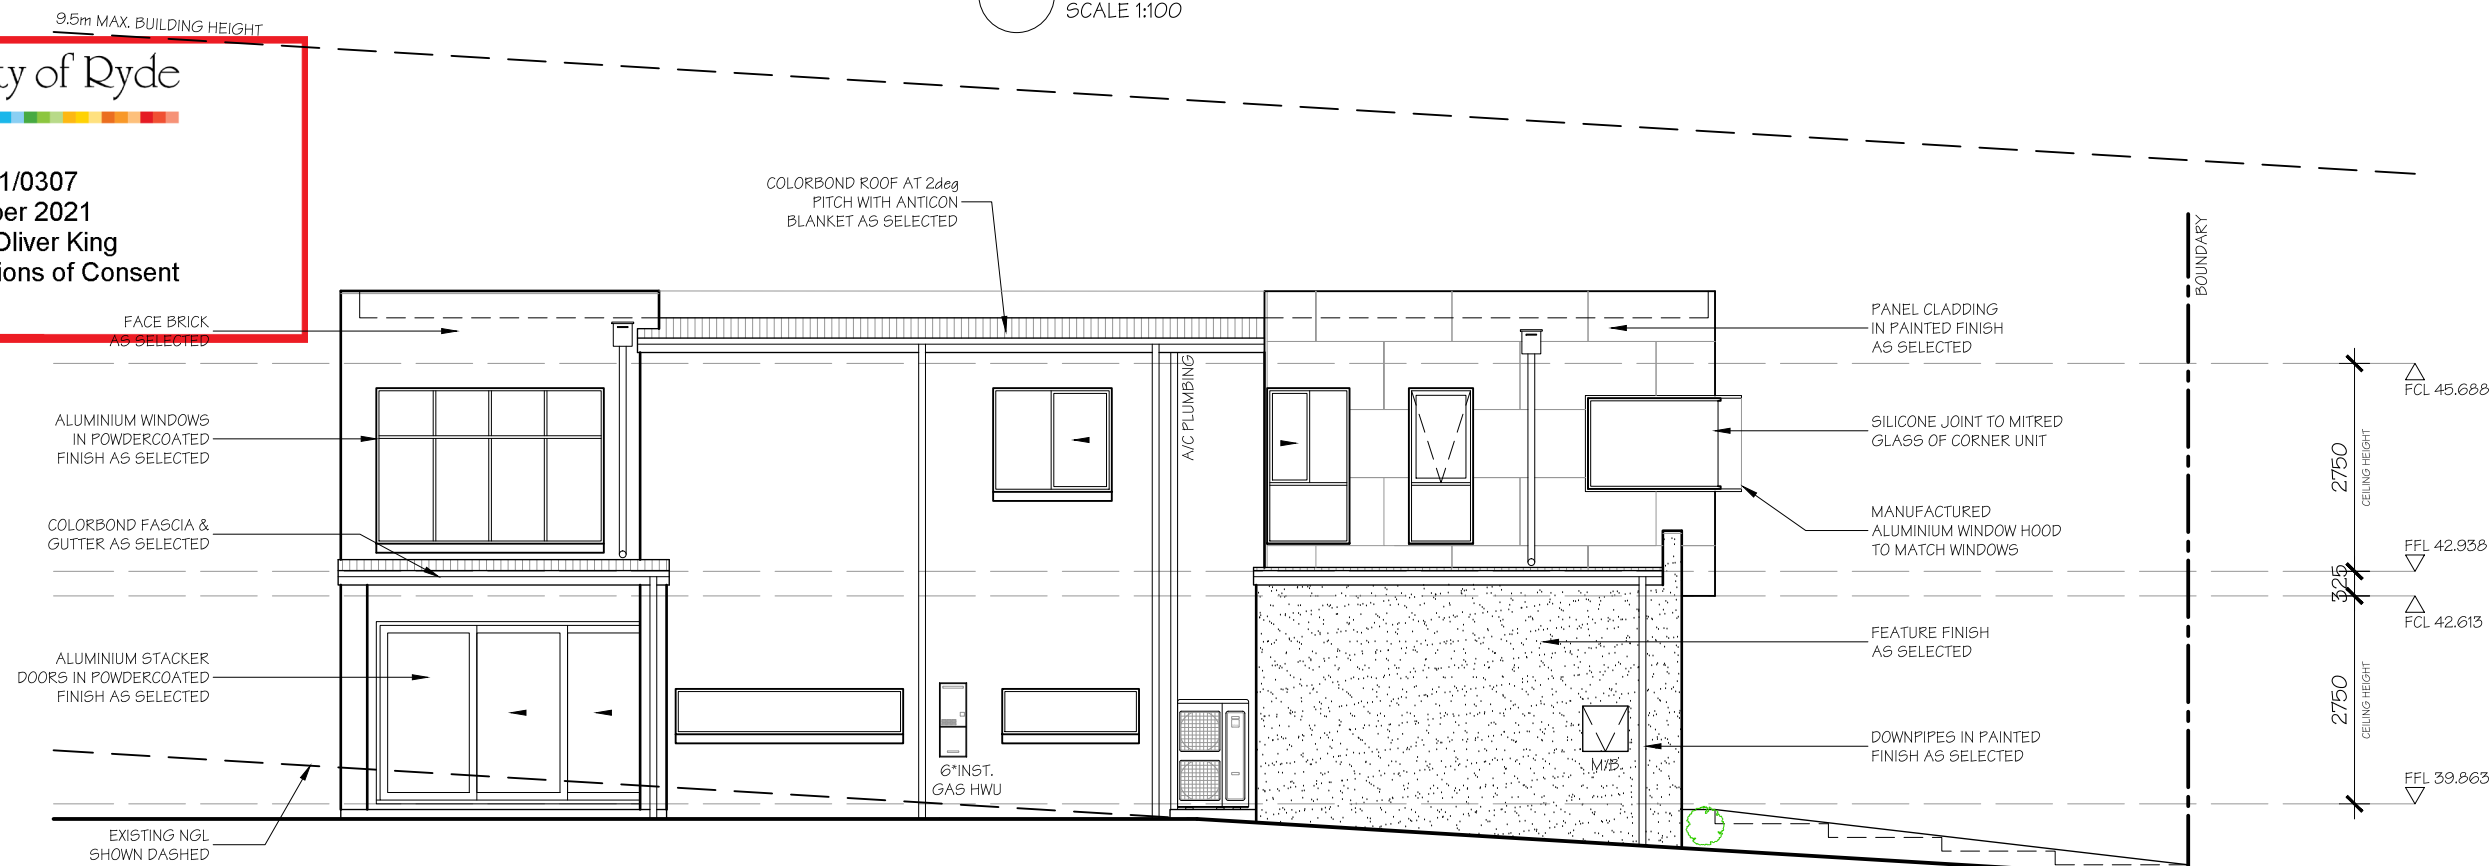 SCALE 1:100
9.5m MAX. BUILDING HEIGHT
of Ryde
1/0307
2021
Oliver King
of Consent
FACE BRICK
AS SELECTED
ALUMINIUM WINDOWS
IN POWDERCOATED
FINISH AS SELECTED
COLORBOND FASCIA &
GUTTER AS SELECTED
ALUMINIUM STACKER
DOORS IN POWDERCOATED
FINISH AS SELECTED
EXISTING NGL
SHOWN DASHED
COLORBOND ROOF AT 2deg
PITCH WITH ANTICON
BLANKET AS SELECTED
A/C PLUMBING
6*INST.
GAS HWU
M/B
PANEL CLADDING
IN PAINTED FINISH
AS SELECTED
SILICONE JOINT TO MITRED
GLASS OF CORNER UNIT
MANUFACTURED
ALUMINIUM WINDOW HOOD
TO MATCH WINDOWS
FEATURE FINISH
AS SELECTED
DOWNPIPES IN PAINTED
FINISH AS SELECTED
BOUNDARY
2750
CEILING HEIGHT
325
2750
CEILING HEIGHT
FCL 45.688
FFL 42.938
FCL 42.613
FFL 39.863